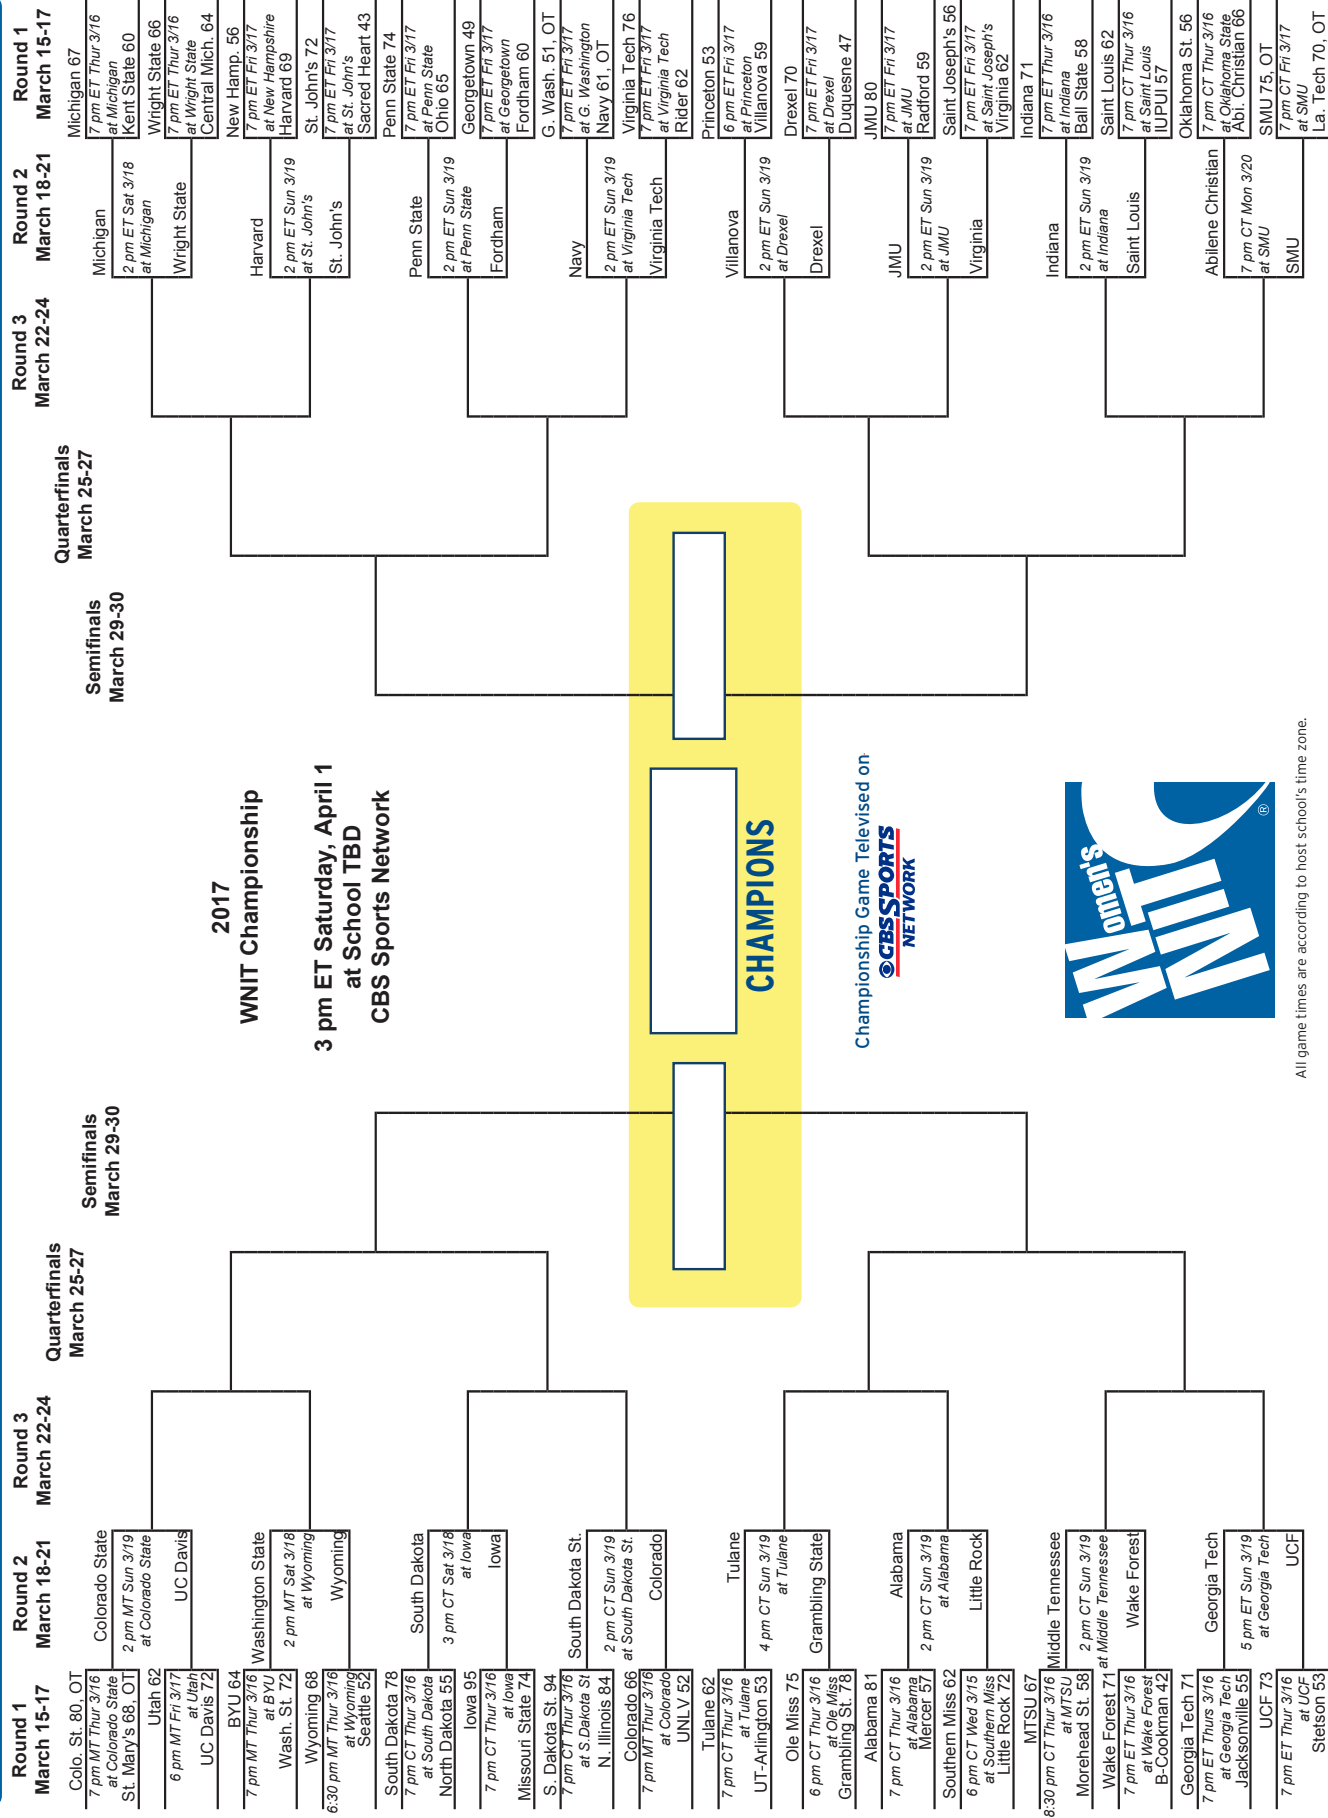 Round 1
March 15-17
Round 2
March 18-21
Round 3
March 22-24
Quarterfinals
March 25-27
Semifinals
March 29-30
Semifinals
March 29-30
Quarterfinals
March 25-27
Round 3
March 22-24
Round 2
March 18-21
Round 1
March 15-17
Colo. St. 80, OT
7 pm MT Thur 3/16
at Colorado State
St. Mary's 68, OT
Utah 62
6 pm MT Fri 3/17
at Utah
UC Davis 72
BYU 64
7 pm MT Thur 3/16
at BYU
Wash. St. 72
Wyoming 68
6:30 pm MT Thur 3/16
at Wyoming
Seattle 52
South Dakota 78
7 pm CT Thur 3/16
at South Dakota
North Dakota 55
Iowa 95
7 pm CT Thur 3/16
at Iowa
Missouri State 74
S. Dakota St. 94
7 pm CT Thur 3/16
at S.Dakota St
N. Illinois 84
Colorado 66
7 pm MT Thur 3/16
at Colorado
UNLV 52
Tulane 62
7 pm CT Thur 3/16
at Tulane
UT-Arlington 53
Ole Miss 75
6 pm CT Thur 3/16
at Ole Miss
Grambling St. 78
Alabama 81
7 pm CT Thur 3/16
at Alabama
Mercer 57
Southern Miss 62
6 pm CT Wed 3/15
at Southern Miss
Little Rock 72
MTSU 67
8:30 pm CT Thur 3/16
at MTSU
Morehead St. 58
Wake Forest 71
7 pm ET Thur 3/16
at Wake Forest
B-Cookman 42
Georgia Tech 71
7 pm ET Thurs 3/16
at Georgia Tech
Jacksonville 55
UCF 73
7 pm ET Thur 3/16
at UCF
Stetson 53
Colorado State
2 pm MT Sun 3/19
at Colorado State
UC Davis
Washington State
2 pm MT Sat 3/18
at Wyoming
Wyoming
South Dakota
3 pm CT Sat 3/18
at Iowa
Iowa
South Dakota St.
2 pm CT Sun 3/19
at South Dakota St.
Colorado
Tulane
4 pm CT Sun 3/19
at Tulane
Grambling State
Alabama
2 pm CT Sun 3/19
at Alabama
Little Rock
Middle Tennessee
2 pm CT Sun 3/19
at Middle Tennessee
Wake Forest
Georgia Tech
5 pm ET Sun 3/19
at Georgia Tech
UCF
2017
WNIT Championship
3 pm ET Saturday, April 1
at School TBD
CBS Sports Network
CHAMPIONS
Championship Game Televised on
CBS SPORTS
NETWORK
Women's
NIT
®
All game times are according to host school's time zone.
Michigan
2 pm ET Sat 3/18
at Michigan
Wright State
Harvard
2 pm ET Sun 3/19
at St. John's
St. John's
Penn State
2 pm ET Sun 3/19
at Penn State
Fordham
Navy
2 pm ET Sun 3/19
at Virginia Tech
Virginia Tech
Villanova
2 pm ET Sun 3/19
at Drexel
Drexel
JMU
2 pm ET Sun 3/19
at JMU
Virginia
Indiana
2 pm ET Sun 3/19
at Indiana
Saint Louis
Abilene Christian
7 pm CT Mon 3/20
at SMU
SMU
Michigan 67
7 pm ET Thur 3/16
at Michigan
Kent State 60
Wright State 66
7 pm ET Thur 3/16
at Wright State
Central Mich. 64
New Hamp. 56
7 pm ET Fri 3/17
at New Hampshire
Harvard 69
St. John's 72
7 pm ET Fri 3/17
at St. John's
Sacred Heart 43
Penn State 74
7 pm ET Fri 3/17
at Penn State
Ohio 65
Georgetown 49
7 pm ET Fri 3/17
at Georgetown
Fordham 60
G. Wash. 51, OT
7 pm ET Fri 3/17
at G. Washington
Navy 61, OT
Virginia Tech 76
7 pm ET Fri 3/17
at Virginia Tech
Rider 62
Princeton 53
6 pm ET Fri 3/17
at Princeton
Villanova 59
Drexel 70
7 pm ET Fri 3/17
at Drexel
Duquesne 47
JMU 80
7 pm ET Fri 3/17
at JMU
Radford 59
Saint Joseph's 56
7 pm ET Fri 3/17
at Saint Joseph's
Virginia 62
Indiana 71
7 pm ET Thur 3/16
at Indiana
Ball State 58
Saint Louis 62
7 pm CT Thur 3/16
at Saint Louis
IUPUI 57
Oklahoma St. 56
7 pm CT Thur 3/16
at Oklahoma State
Abi. Christian 66
SMU 75, OT
7 pm CT Fri 3/17
at SMU
La. Tech 70, OT